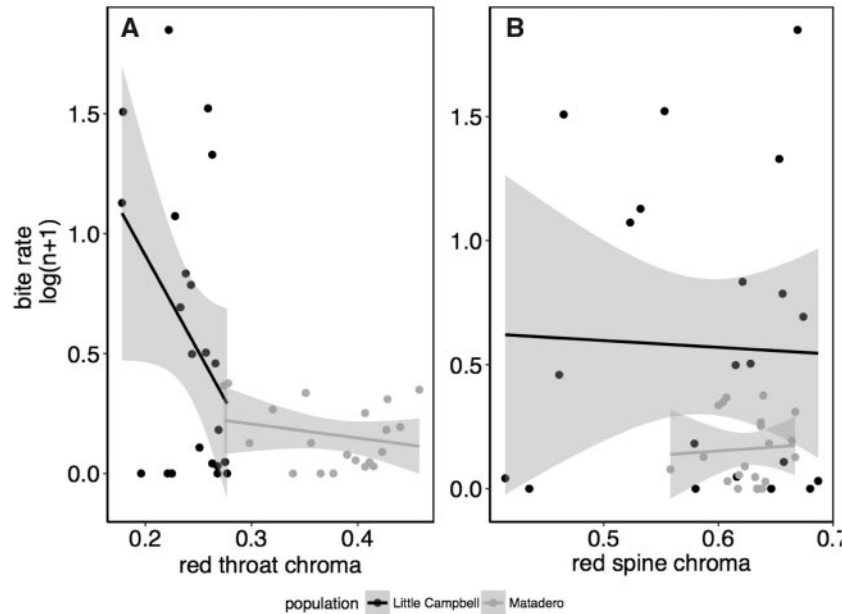 A
B
bite rate
log(n+1)
1.5
1.0
0.5
0.0
0.2
0.3
0.4
red throat chroma
1.5
1.0
0.5
0.0
0.5
0.6
0.7
red spine chroma
population Little Campbell Matadero